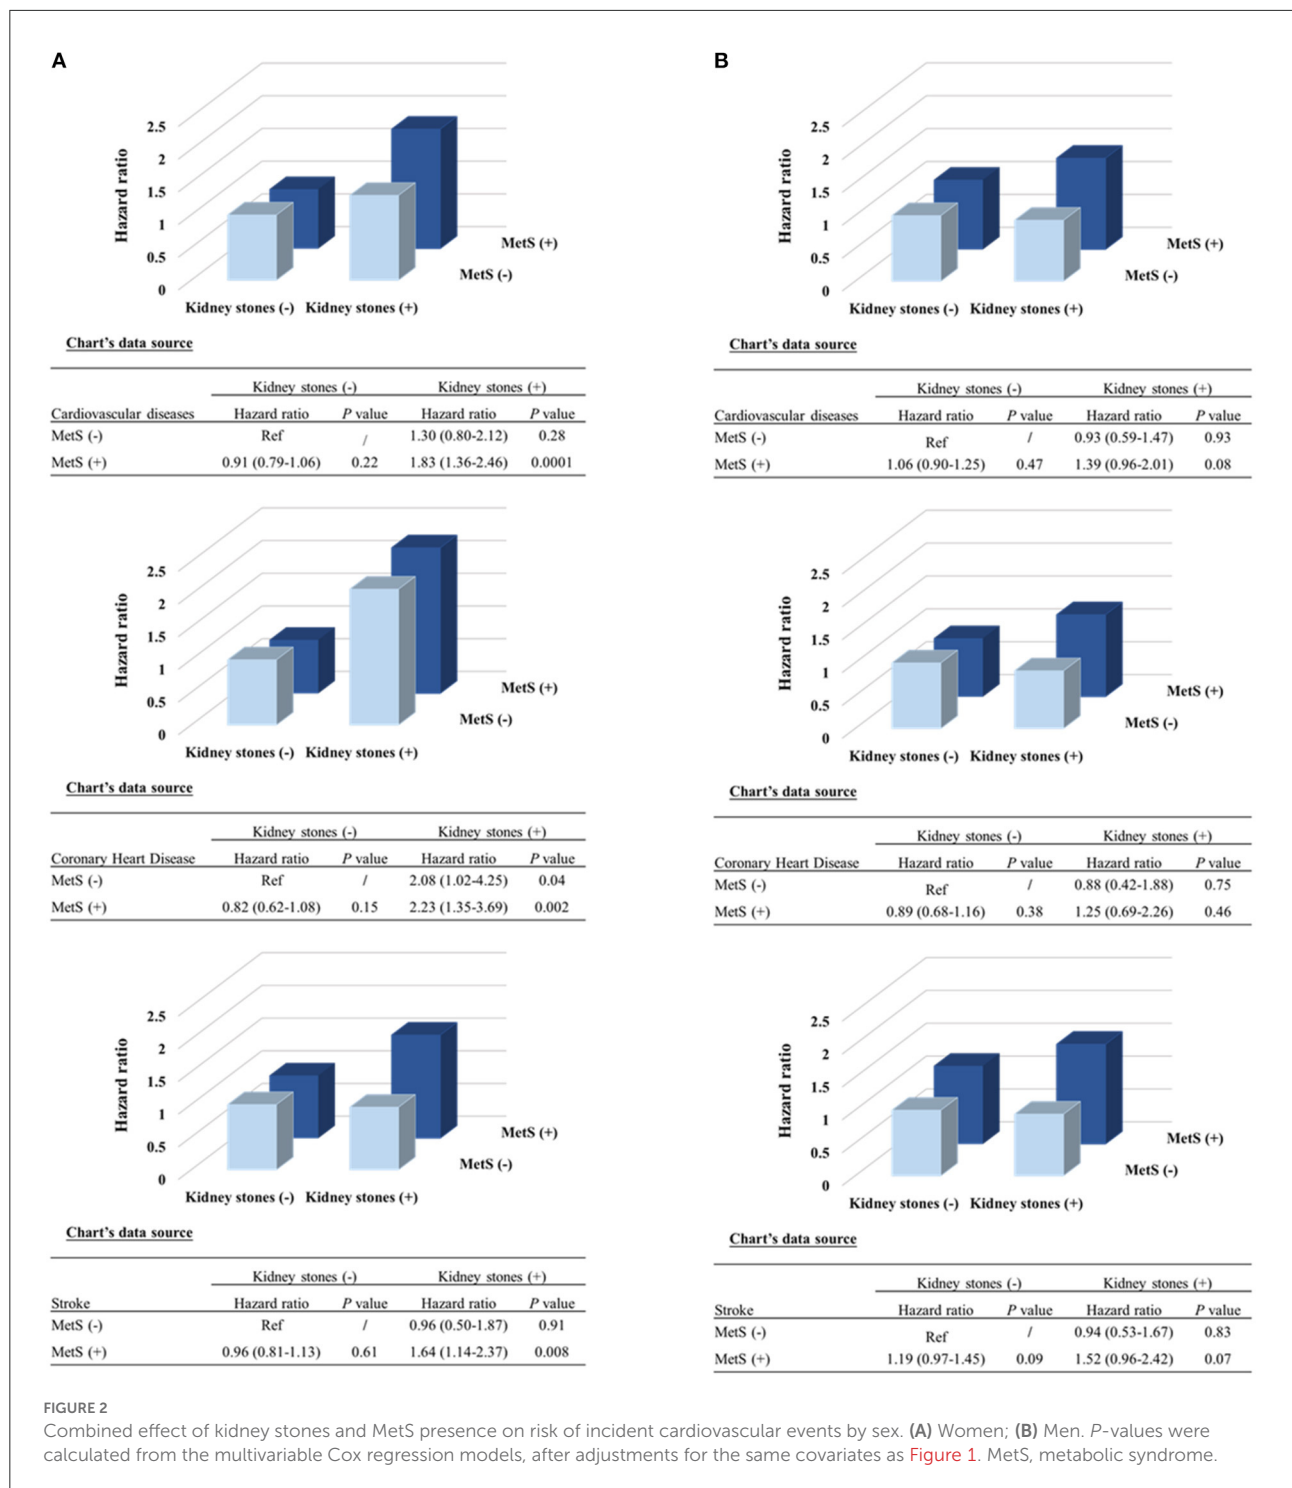 A
Hazard ratio
2.5
2
1.5
1
0.5
0
MetS (+)
MetS (-)
Kidney stones (-) Kidney stones (+)
Chart's data source
Kidney stones (-) Kidney stones (+)
Cardiovascular diseases Hazard ratio P value Hazard ratio P value
MetS (-) Ref / 1.30 (0.80-2.12) 0.28
MetS (+) 0.91 (0.79-1.06) 0.22 1.83 (1.36-2.46) 0.0001
Hazard ratio
2.5
2
1.5
1
0.5
0
MetS (+)
MetS (-)
Kidney stones (-) Kidney stones (+)
Chart's data source
Kidney stones (-) Kidney stones (+)
Coronary Heart Disease Hazard ratio P value Hazard ratio P value
MetS (-) Ref / 2.08 (1.02-4.25) 0.04
MetS (+) 0.82 (0.62-1.08) 0.15 2.23 (1.35-3.69) 0.002
Hazard ratio
2.5
2
1.5
1
0.5
0
MetS (+)
MetS (-)
Kidney stones (-) Kidney stones (+)
Chart's data source
Kidney stones (-) Kidney stones (+)
Stroke Hazard ratio P value Hazard ratio P value
MetS (-) Ref / 0.96 (0.50-1.87) 0.91
MetS (+) 0.96 (0.81-1.13) 0.61 1.64 (1.14-2.37) 0.008
B
Hazard ratio
2.5
2
1.5
1
0.5
0
MetS (+)
MetS (-)
Kidney stones (-) Kidney stones (+)
Chart's data source
Kidney stones (-) Kidney stones (+)
Cardiovascular diseases Hazard ratio P value Hazard ratio P value
MetS (-) Ref / 0.93 (0.59-1.47) 0.93
MetS (+) 1.06 (0.90-1.25) 0.47 1.39 (0.96-2.01) 0.08
Hazard ratio
2.5
2
1.5
1
0.5
0
MetS (+)
MetS (-)
Kidney stones (-) Kidney stones (+)
Chart's data source
Kidney stones (-) Kidney stones (+)
Coronary Heart Disease Hazard ratio P value Hazard ratio P value
MetS (-) Ref / 0.88 (0.42-1.88) 0.75
MetS (+) 0.89 (0.68-1.16) 0.38 1.25 (0.69-2.26) 0.46
Hazard ratio
2.5
2
1.5
1
0.5
0
MetS (+)
MetS (-)
Kidney stones (-) Kidney stones (+)
Chart's data source
Kidney stones (-) Kidney stones (+)
Stroke Hazard ratio P value Hazard ratio P value
MetS (-) Ref / 0.94 (0.53-1.67) 0.83
MetS (+) 1.19 (0.97-1.45) 0.09 1.52 (0.96-2.42) 0.07
FIGURE 2
Combined effect of kidney stones and MetS presence on risk of incident cardiovascular events by sex. (A) Women; (B) Men. P-values were
calculated from the multivariable Cox regression models, after adjustments for the same covariates as Figure 1. MetS, metabolic syndrome.